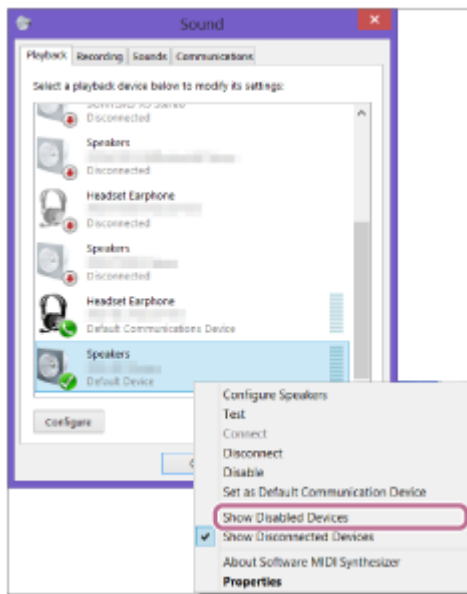 Sound
Playback Recording Sounds Communications
Select a playback device below to modify its settings:
Disconnected
Speakers
Disconnected
Headset Earphone
Disconnected
Speakers
Disconnected
Headset Earphone
Default Communications Device
Speakers
Default Device
Configure
Configure Speakers
Test
Connect
Disconnect
Disable
Set as Default Communication Device
Show Disabled Devices
Show Disconnected Devices
About Software MIDI Synthesizer
Properties